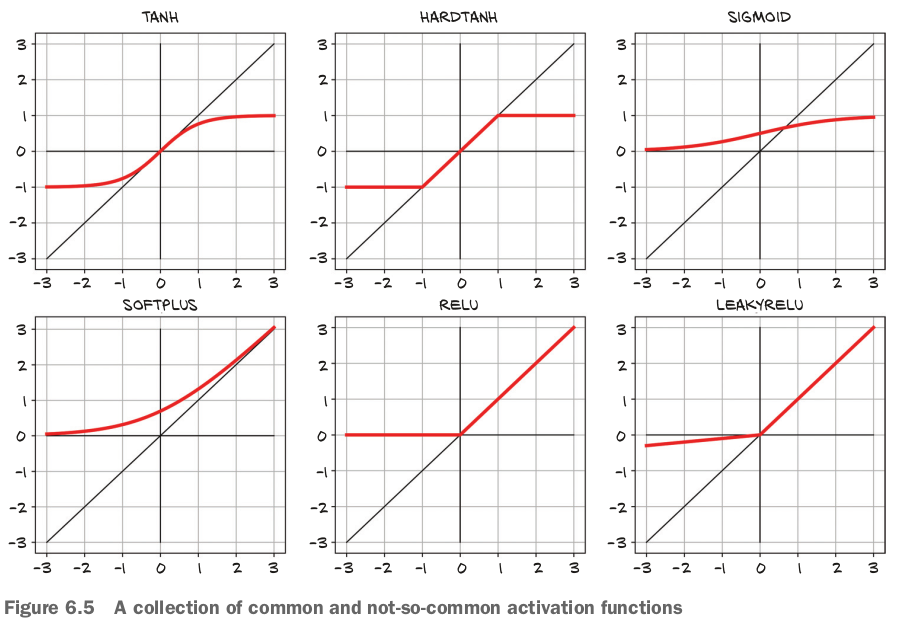 TANH HARDTANH SIGMOID
3 3 3
2 2 2
1 1 1
0 0 0
-1 -1 -1
-2 -2 -2
-3 -3 -3
-3 -2 -1 0 1 2 3 -3 -2 -1 0 1 2 3 -3 -2 -1 0 1 2 3
SOFTPLUS RELU LEAKYRELU
3 3 3
2 2 2
1 1 1
0 0 0
-1 -1 -1
-2 -2 -2
-3 -3 -3
-3 -2 -1 0 1 2 3 -3 -2 -1 0 1 2 3 -3 -2 -1 0 1 2 3
Figure 6.5 A collection of common and not-so-common activation functions